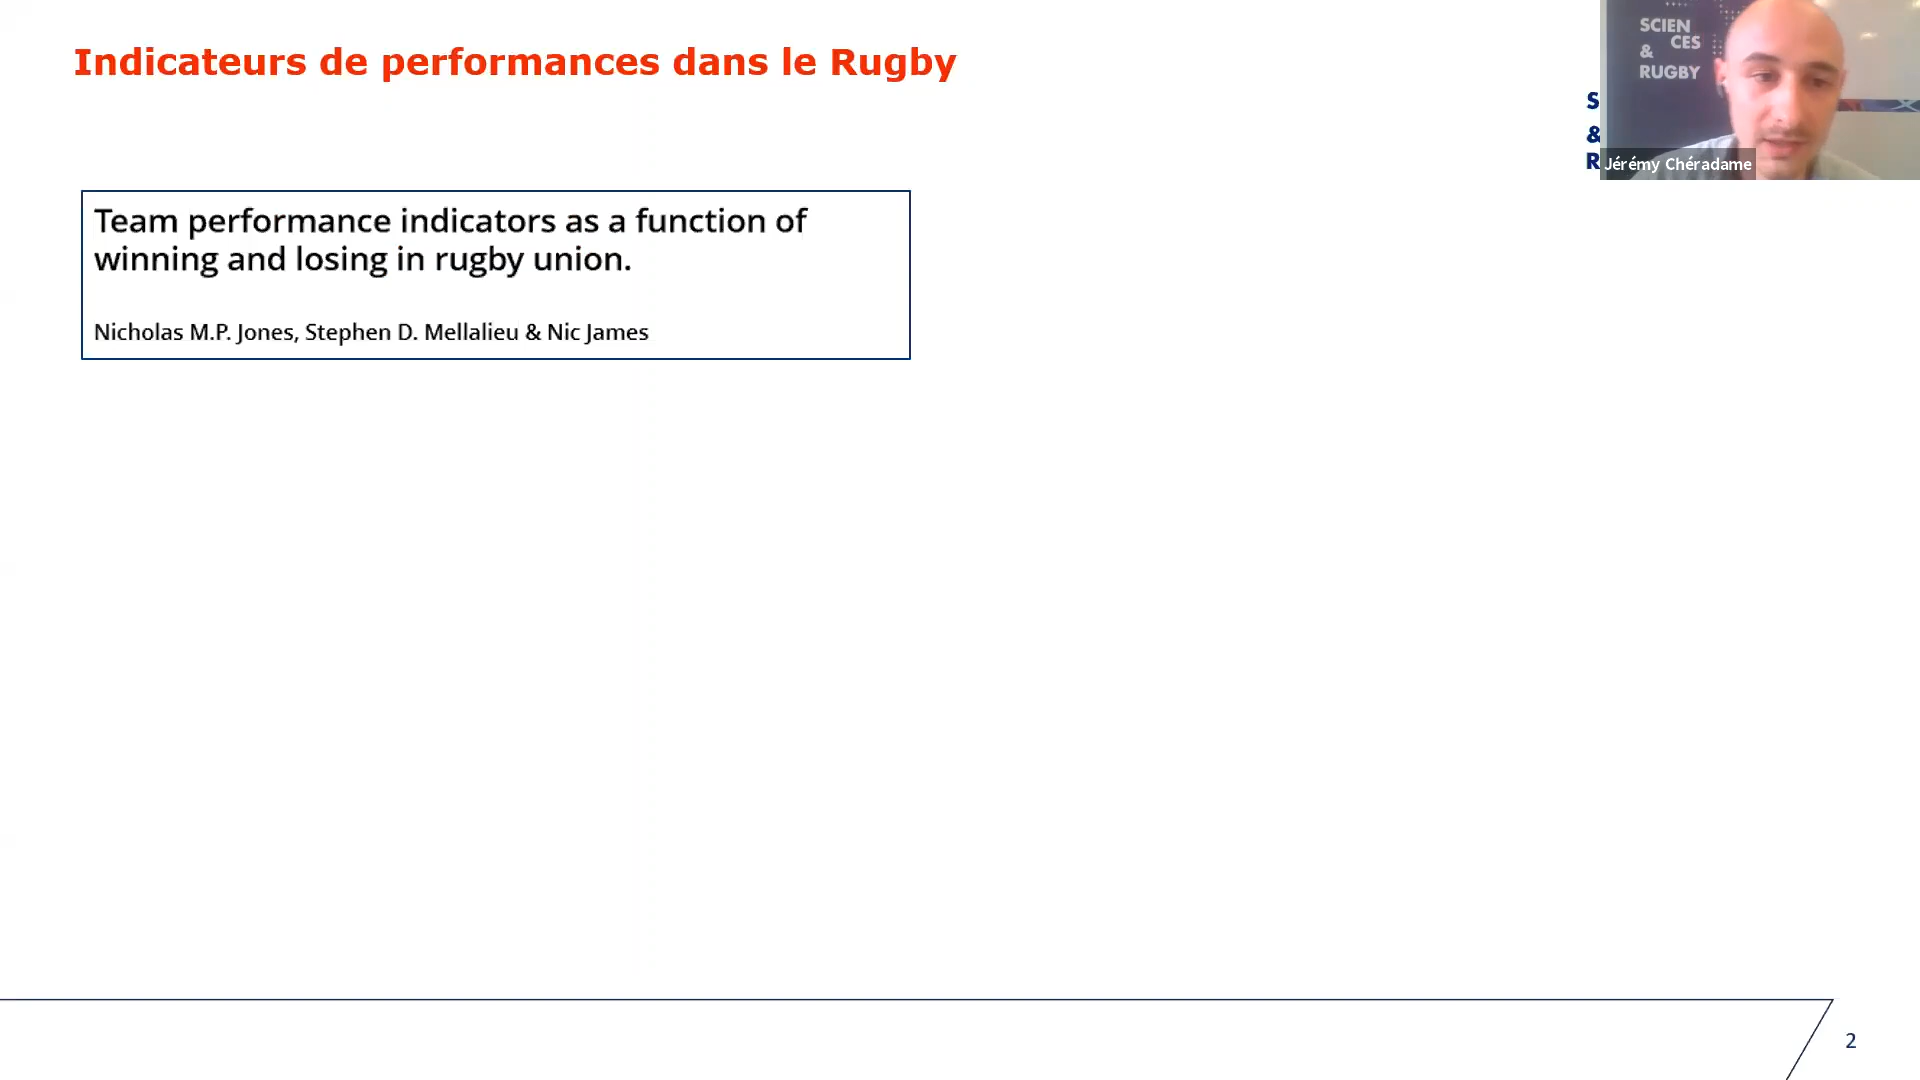 Indicateurs de performances dans le Rugby
SCIEN
CES
&
RUGBY
S
&
R
Jérémy Chéradame
Team performance indicators as a function of
winning and losing in rugby union.
Nicholas M.P. Jones, Stephen D. Mellalieu & Nic James
2